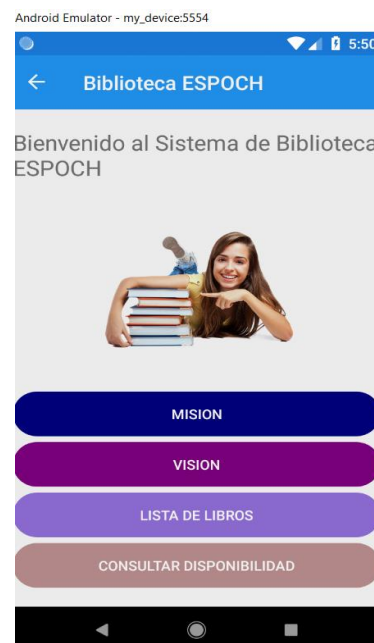 Android Emulator - my_device:5554
5:50
Biblioteca ESPOCH
Bienvenido al Sistema de Biblioteca
ESPOCH
MISION
VISION
LISTA DE LIBROS
CONSULTAR DISPONIBILIDAD